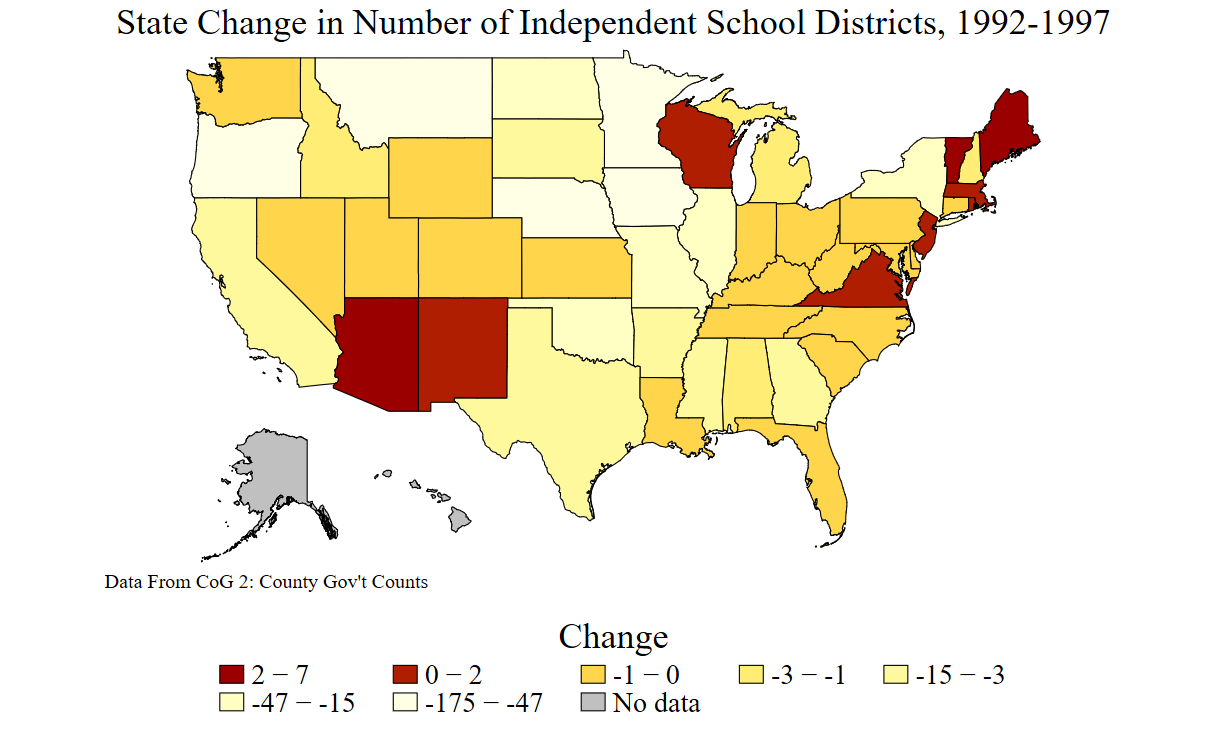 State Change in Number of Independent School Districts, 1992-1997
Data From CoG 2: County Gov't Counts
Change
2 − 7 0 − 2 -1 − 0 -3 − -1 -15 − -3
-47 − -15 -175 − -47 No data